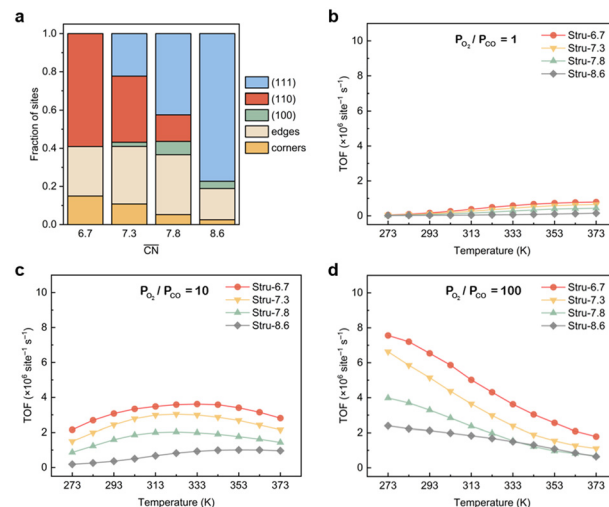 a
Fraction of sites
1.0
0.8
0.6
0.4
0.2
0.0
6.7 7.3 7.8 8.6
CN
(111)
(110)
(100)
edges
corners
b
P_O₂ / P_CO = 1
Stru-6.7
Stru-7.3
Stru-7.8
Stru-8.6
TOF (×10⁶ site⁻¹ s⁻¹)
10
8
6
4
2
0
273 293 313 333 353 373
Temperature (K)
c
P_O₂ / P_CO = 10
Stru-6.7
Stru-7.3
Stru-7.8
Stru-8.6
TOF (×10⁶ site⁻¹ s⁻¹)
10
8
6
4
2
0
273 293 313 333 353 373
Temperature (K)
d
P_O₂ / P_CO = 100
Stru-6.7
Stru-7.3
Stru-7.8
Stru-8.6
TOF (×10⁶ site⁻¹ s⁻¹)
10
8
6
4
2
0
273 293 313 333 353 373
Temperature (K)